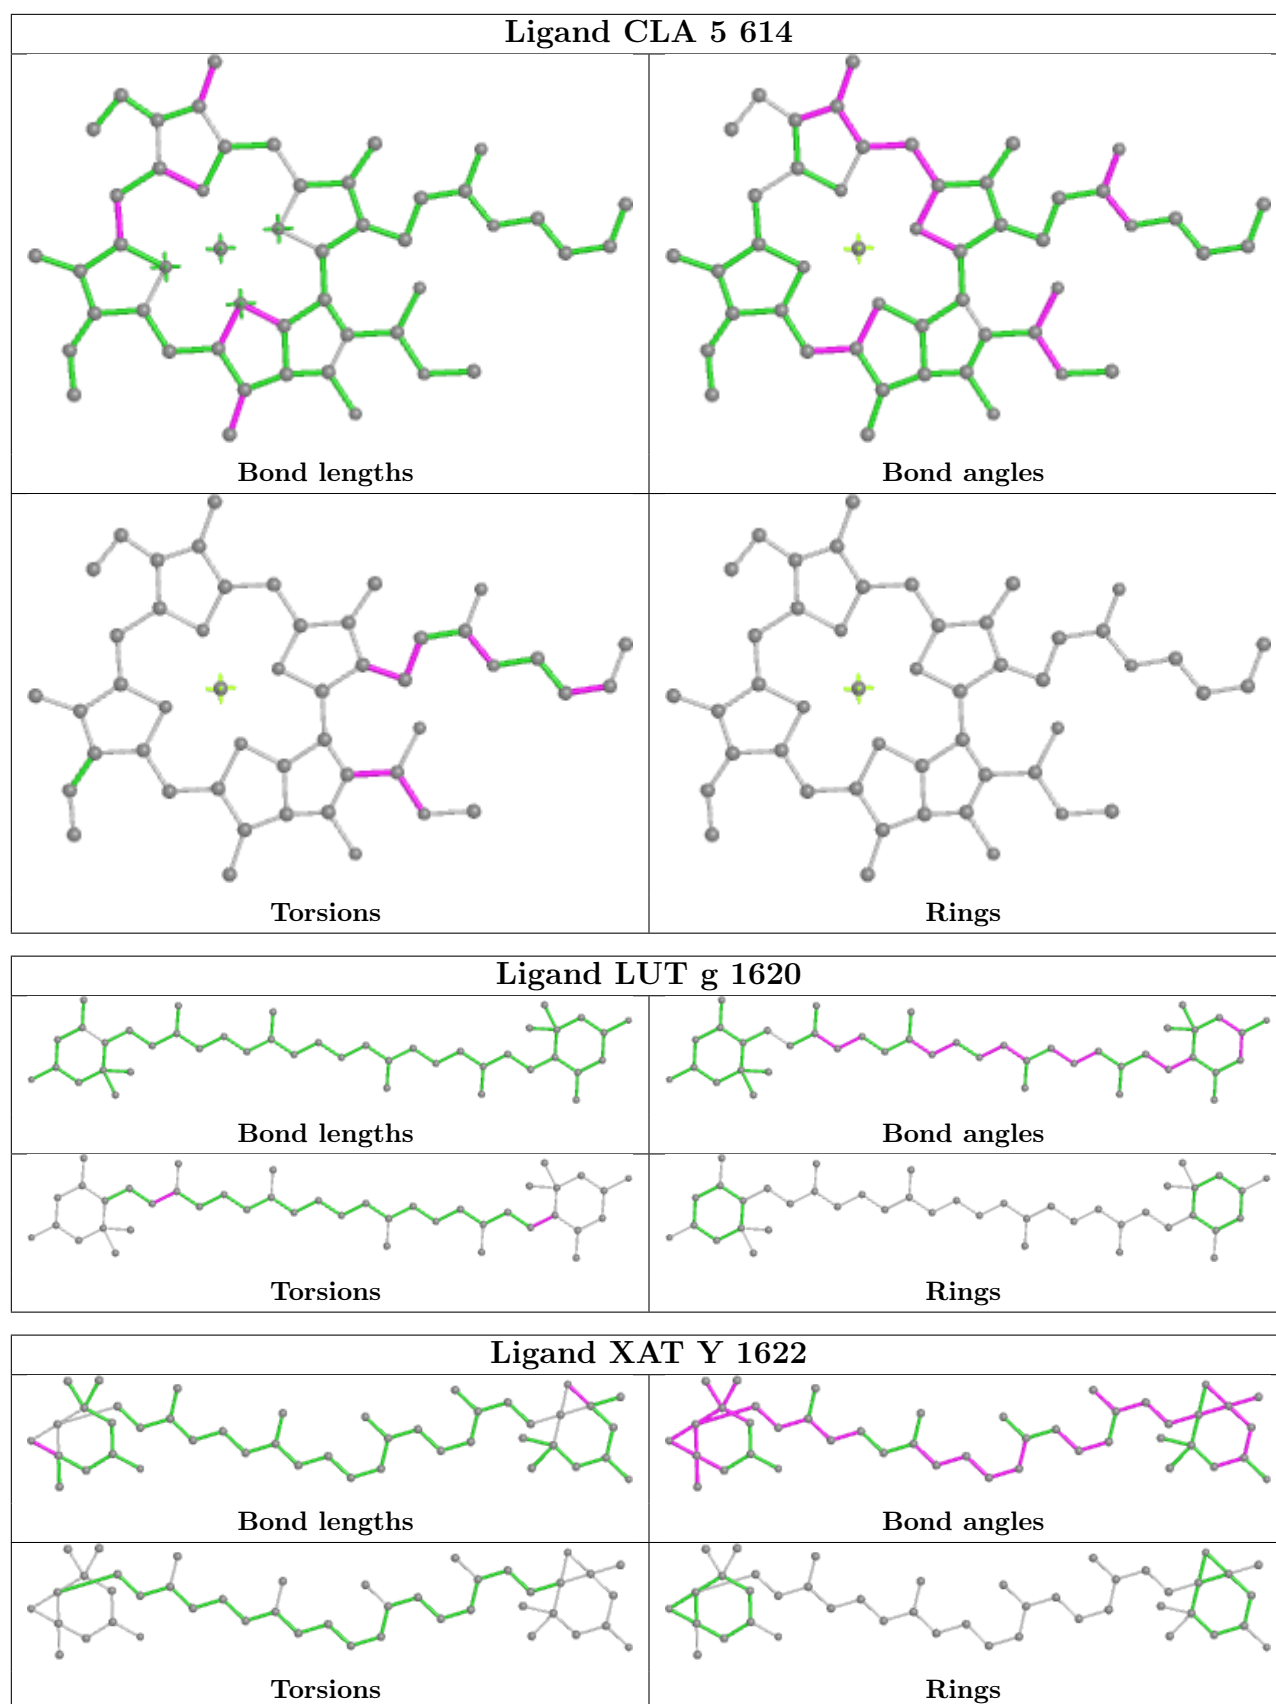 Ligand CLA 5 614
Bond lengths
Bond angles
Torsions
Rings
Ligand LUT g 1620
Bond lengths
Bond angles
Torsions
Rings
Ligand XAT Y 1622
Bond lengths
Bond angles
Torsions
Rings